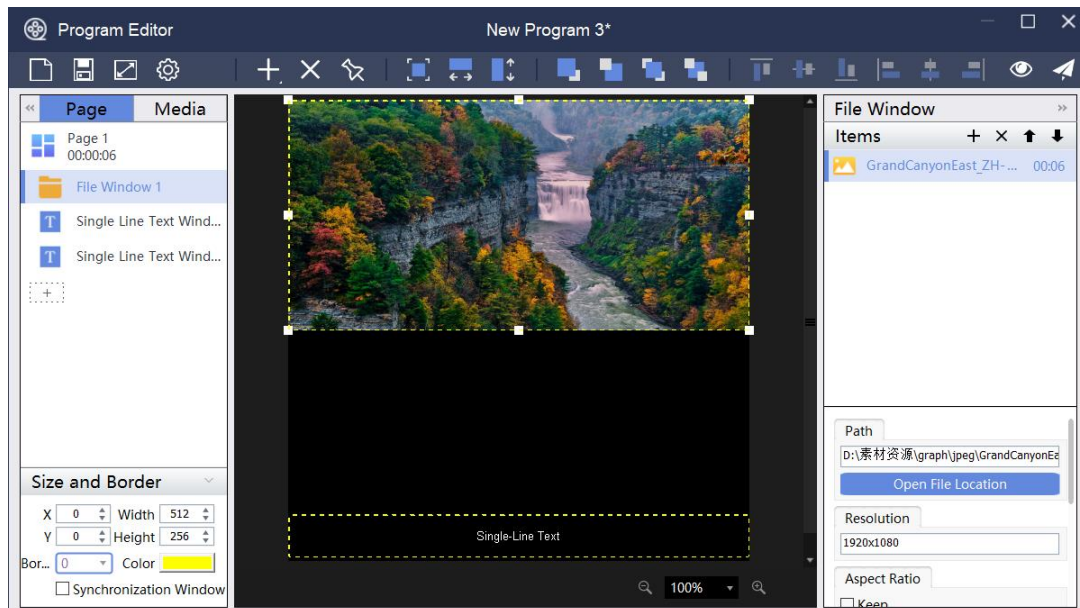 Program Editor
New Program 3*
Page
Media
Page 1
00:00:06
File Window 1
Single Line Text Wind...
Single Line Text Wind...
+
Size and Border
X 0 Width 512
Y 0 Height 256
Bor... 0 Color
Synchronization Window
Single-Line Text
100%
File Window
Items
GrandCanyonEast_ZH-... 00:06
Path
D:\素材资源\graph\jpeg\GrandCanyonEa
Open File Location
Resolution
1920x1080
Aspect Ratio
Keep